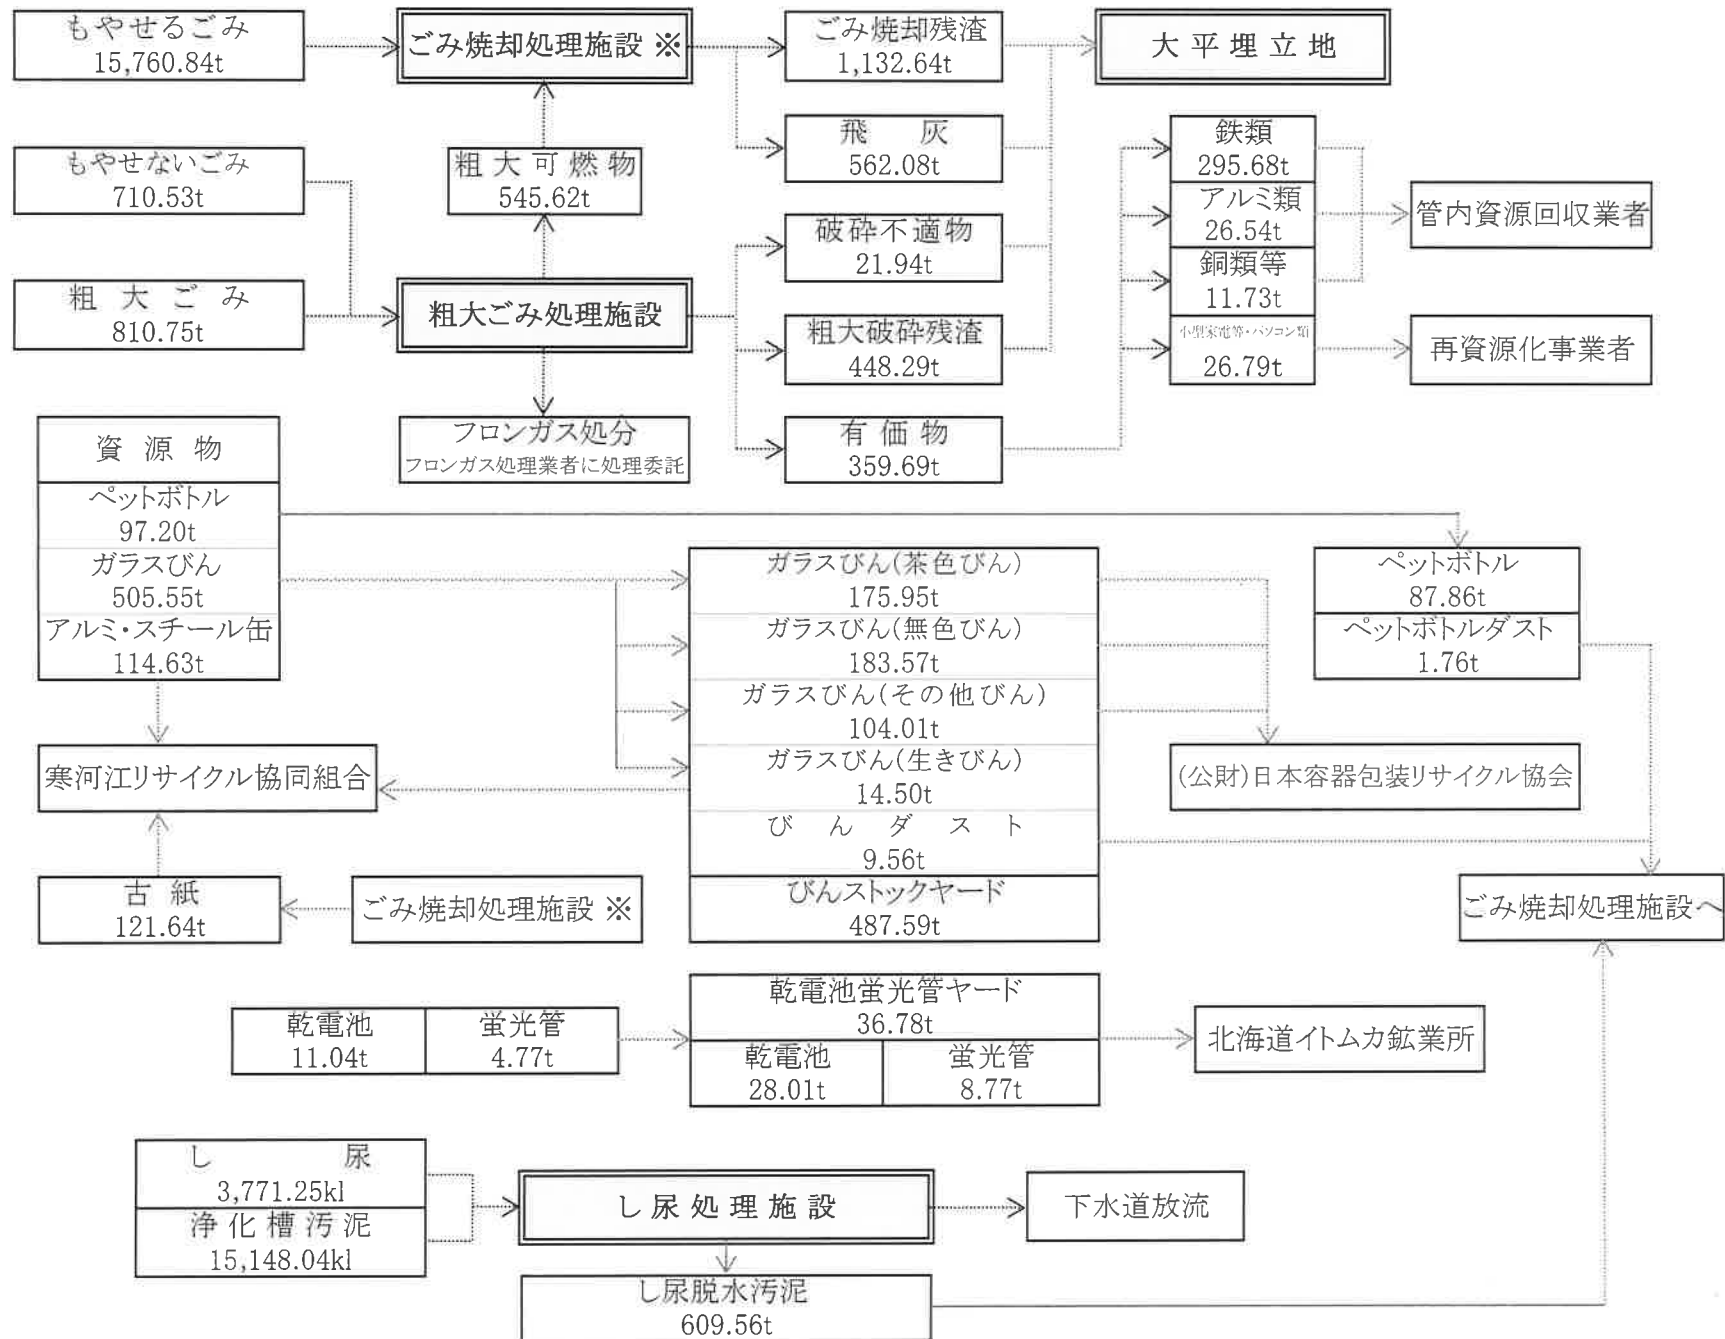 もやせるごみ
15,760.84t
ごみ焼却処理施設 ※
ごみ焼却残渣
1,132.64t
大平埋立地
飛灰
562.08t
もやせないごみ
710.53t
粗大可燃物
545.62t
破砕不適物
21.94t
鉄類
295.68t
アルミ類
26.54t
銅類等
11.73t
小型家電等・パソコン類
26.79t
管内資源回収業者
再資源化事業者
粗大ごみ
810.75t
粗大ごみ処理施設
粗大破砕残渣
448.29t
フロンガス処分
フロンガス処理業者に処理委託
有価物
359.69t
資源物
ペットボトル
97.20t
ガラスびん
505.55t
アルミ・スチール缶
114.63t
ガラスびん(茶色びん)
175.95t
ガラスびん(無色びん)
183.57t
ガラスびん(その他びん)
104.01t
ガラスびん(生きびん)
14.50t
びんダスト
9.56t
びんストックヤード
487.59t
ペットボトル
87.86t
ペットボトルダスト
1.76t
寒河江リサイクル協同組合
(公財)日本容器包装リサイクル協会
古紙
121.64t
ごみ焼却処理施設 ※
ごみ焼却処理施設へ
乾電池
11.04t
蛍光管
4.77t
乾電池蛍光管ヤード
36.78t
乾電池
28.01t
蛍光管
8.77t
北海道イトムカ鉱業所
し尿
3,771.25kl
浄化槽汚泥
15,148.04kl
し尿処理施設
下水道放流
し尿脱水汚泥
609.56t